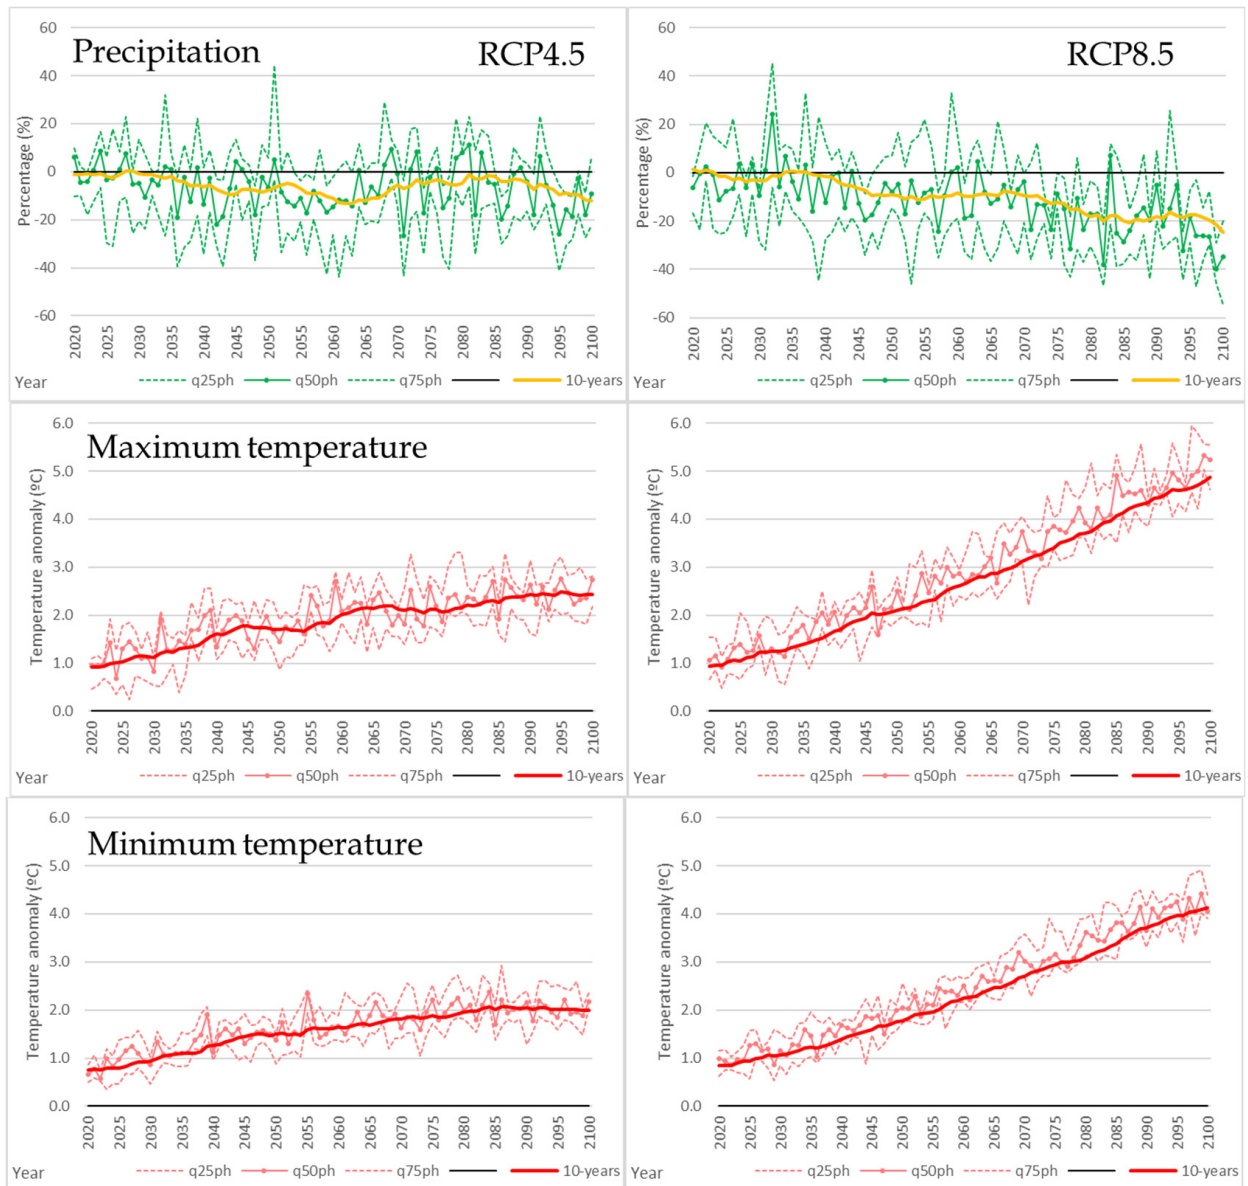 Precipitation RCP4.5
Percentage (%)
60
40
20
0
-20
-40
-60
2020 2025 2030 2035 2040 2045 2050 2055 2060 2065 2070 2075 2080 2085 2090 2095 2100
Year q25ph q50ph q75ph 10-years
RCP8.5
Percentage (%)
60
40
20
0
-20
-40
-60
2020 2025 2030 2035 2040 2045 2050 2055 2060 2065 2070 2075 2080 2085 2090 2095 2100
Year q25ph q50ph q75ph 10-years
Maximum temperature
Temperature anomaly (ºC)
6.0
5.0
4.0
3.0
2.0
1.0
0.0
2020 2025 2030 2035 2040 2045 2050 2055 2060 2065 2070 2075 2080 2085 2090 2095 2100
Year q25ph q50ph q75ph 10-years
Temperature anomaly (ºC)
6.0
5.0
4.0
3.0
2.0
1.0
0.0
2020 2025 2030 2035 2040 2045 2050 2055 2060 2065 2070 2075 2080 2085 2090 2095 2100
Year q25ph q50ph q75ph 10-years
Minimum temperature
Temperature anomaly (ºC)
6.0
5.0
4.0
3.0
2.0
1.0
0.0
2020 2025 2030 2035 2040 2045 2050 2055 2060 2065 2070 2075 2080 2085 2090 2095 2100
Year q25ph q50ph q75ph 10-years
Temperature anomaly (ºC)
6.0
5.0
4.0
3.0
2.0
1.0
0.0
2020 2025 2030 2035 2040 2045 2050 2055 2060 2065 2070 2075 2080 2085 2090 2095 2100
Year q25ph q50ph q75ph 10-years